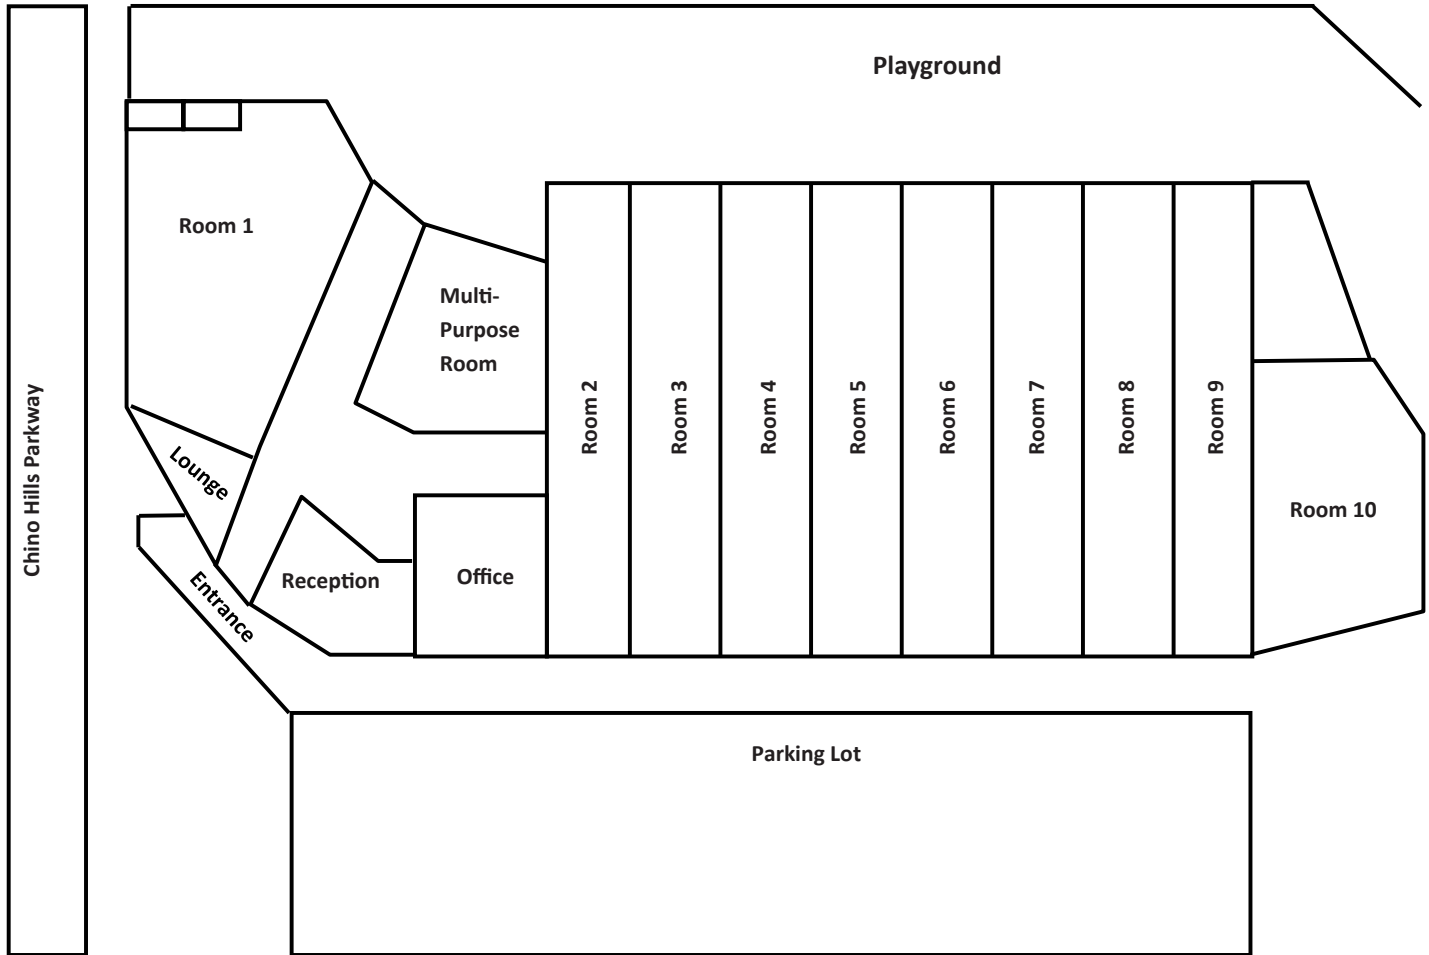 Playground
Room 1
Multi-
Purpose
Room
Chino Hills Parkway
Room 2
Room 3
Room 4
Room 5
Room 6
Room 7
Room 8
Room 9
Lounge
Room 10
Entrance
Reception
Office
Parking Lot